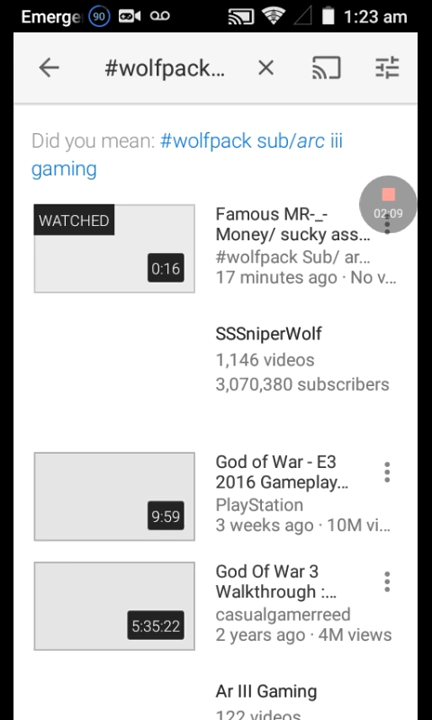 Emerge 90 1:23 am
#wolfpack...
Did you mean: #wolfpack sub/arc iii
gaming
WATCHED
0:16
Famous MR-_-
Money/ sucky ass...
#wolfpack Sub/ ar...
17 minutes ago · No v...
02:09
SSSniperWolf
1,146 videos
3,070,380 subscribers
9:59
God of War - E3
2016 Gameplay...
PlayStation
3 weeks ago · 10M vi...
5:35:22
God Of War 3
Walkthrough :...
casualgamerreed
2 years ago · 4M views
Ar III Gaming
122 videos